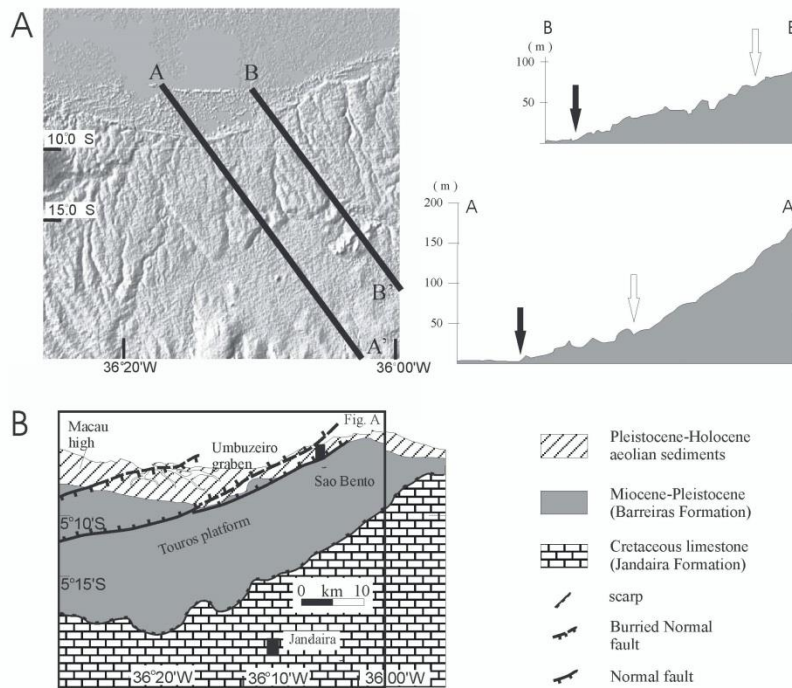 A
A
B
10.0 S
15.0 S
B'
A'
36°20'W
36°00'W
B
B
(m)
100
50
(m)
A
A
200
150
100
50
B
Macau
high
Umbuzeiro
graben
Fig. A
Sao Bento
5°10'S
Touros platform
5°15'S
0 km 10
Jandaira
36°20'W
36°10'W
36°00'W
Pleistocene-Holocene
aeolian sediments
Miocene-Pleistocene
(Barreiras Formation)
Cretaceous limestone
(Jandaira Formation)
scarp
Burried Normal
fault
Normal fault